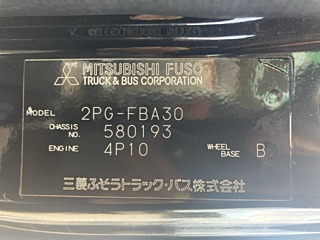 MITSUBISHI FUSO
TRUCK & BUS CORPORATION
MODEL 2PG-FBA30
CHASSIS NO. 580193
ENGINE 4P10 WHEEL BASE B
三菱ふそうトラック・バス株式会社